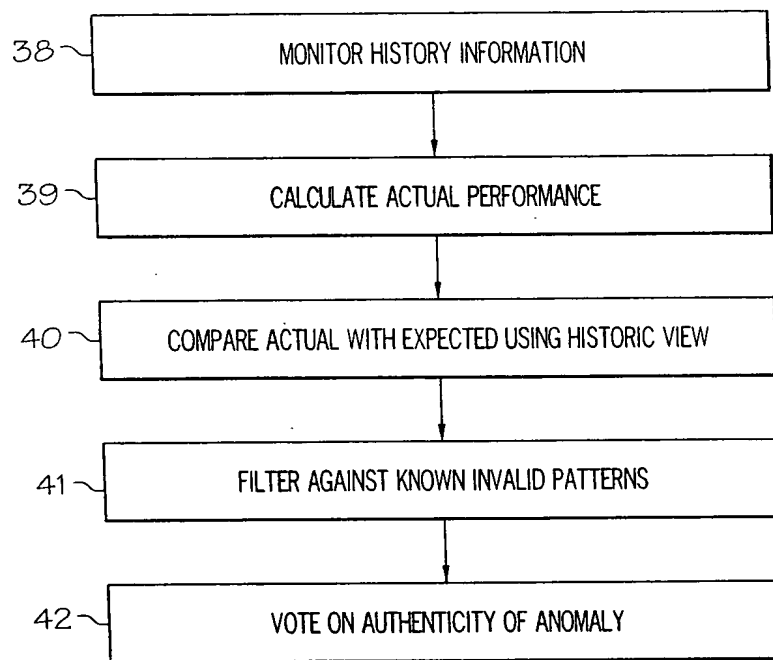 38 MONITOR HISTORY INFORMATION
39 CALCULATE ACTUAL PERFORMANCE
40 COMPARE ACTUAL WITH EXPECTED USING HISTORIC VIEW
41 FILTER AGAINST KNOWN INVALID PATTERNS
42 VOTE ON AUTHENTICITY OF ANOMALY